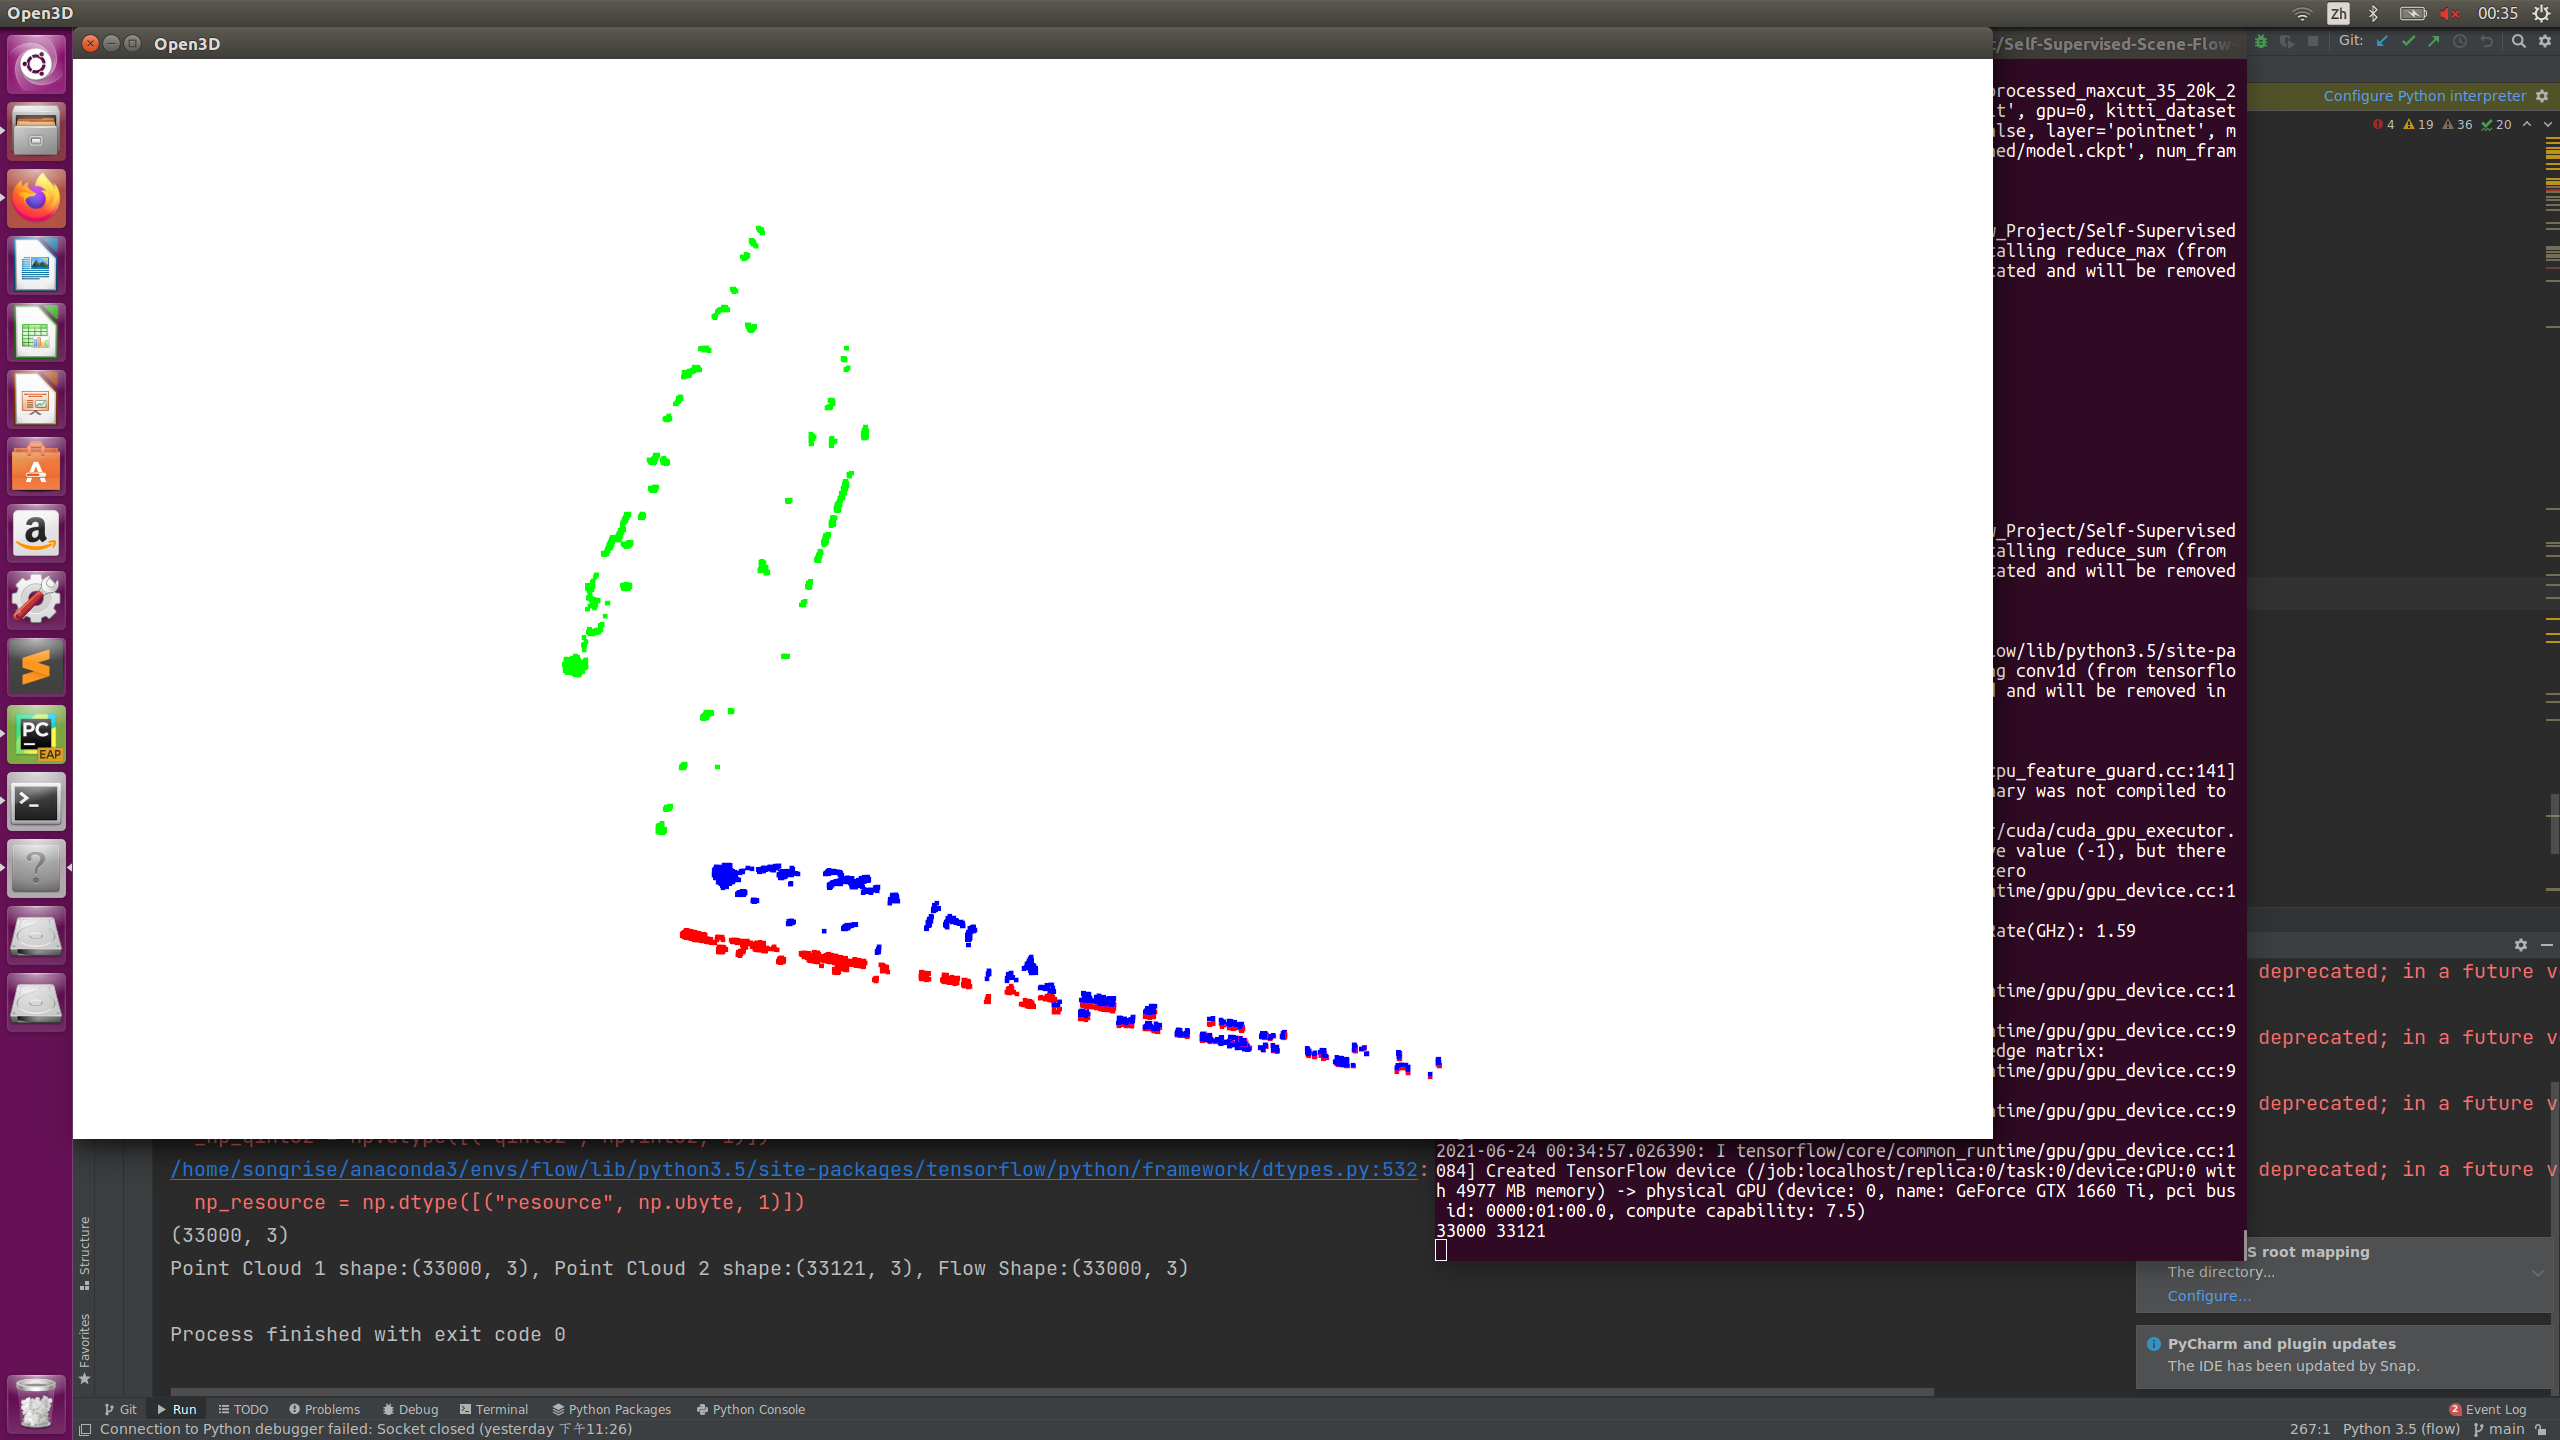 Open3D
Zh
00:35
Open3D
/Self-Supervised-Scene-Flow-
Git:
rocessed_maxcut_35_20k_2
t', gpu=0, kitti_dataset
lse, layer='pointnet', m
ed/model.ckpt', num_fram
Configure Python interpreter
4 19 36 20
_Project/Self-Supervised
alling reduce_max (from
ated and will be removed
_Project/Self-Supervised
alling reduce_sum (from
ated and will be removed
ow/lib/python3.5/site-pa
g conv1d (from tensorflo
and will be removed in
PC
EAP
pu_feature_guard.cc:141]
ary was not compiled to
/cuda/cuda_gpu_executor.
e value (-1), but there
ero
time/gpu/gpu_device.cc:1
ate(GHz): 1.59
time/gpu/gpu_device.cc:1
time/gpu/gpu_device.cc:9
edge matrix:
time/gpu/gpu_device.cc:9
time/gpu/gpu_device.cc:9
2021-06-24 00:34:57.026390: I tensorflow/core/common_runtime/gpu/gpu_device.cc:1
084] Created TensorFlow device (/job:localhost/replica:0/task:0/device:GPU:0 wit
h 4977 MB memory) -> physical GPU (device: 0, name: GeForce GTX 1660 Ti, pci bus
id: 0000:01:00.0, compute capability: 7.5)
33000 33121
deprecated; in a future v
deprecated; in a future v
deprecated; in a future v
deprecated; in a future v
/home/songrise/anaconda3/envs/flow/lib/python3.5/site-packages/tensorflow/python/framework/dtypes.py:532:
np_resource = np.dtype([("resource", np.ubyte, 1)])
(33000, 3)
Point Cloud 1 shape:(33000, 3), Point Cloud 2 shape:(33121, 3), Flow Shape:(33000, 3)
Process finished with exit code 0
Structure
Favorites
S root mapping
The directory...
Configure...
PyCharm and plugin updates
The IDE has been updated by Snap.
Git Run TODO Problems Debug Terminal Python Packages Python Console
2 Event Log
Connection to Python debugger failed: Socket closed (yesterday 下午11:26)
267:1 Python 3.5 (flow) main